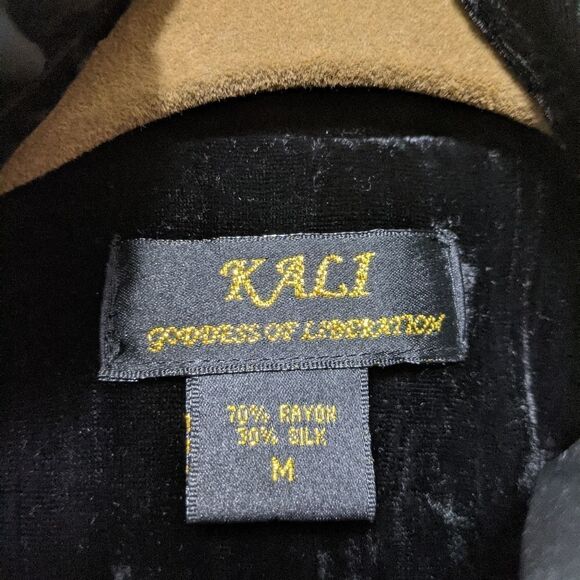 KALI
GODDESS OF LIBERATION
70% RAYON
30% SILK
M